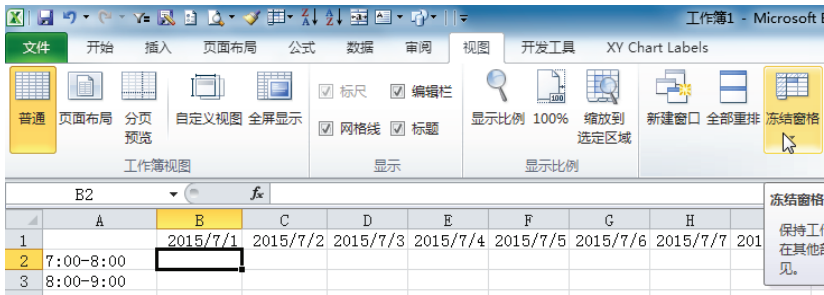 工作簿1 - Microsoft E
文件 开始 插入 页面布局 公式 数据 审阅 视图 开发工具 XY Chart Labels
普通 页面布局 分页预览 自定义视图 全屏显示
工作簿视图
标尺 编辑栏
网格线 标题
显示
显示比例 100% 缩放到选定区域
显示比例
新建窗口 全部重排 冻结窗格
B2 fx
冻结窗格
保持工作
在其他部
见。
A B C D E F G H
1 2015/7/1 2015/7/2 2015/7/3 2015/7/4 2015/7/5 2015/7/6 2015/7/7 201
2 7:00-8:00
3 8:00-9:00